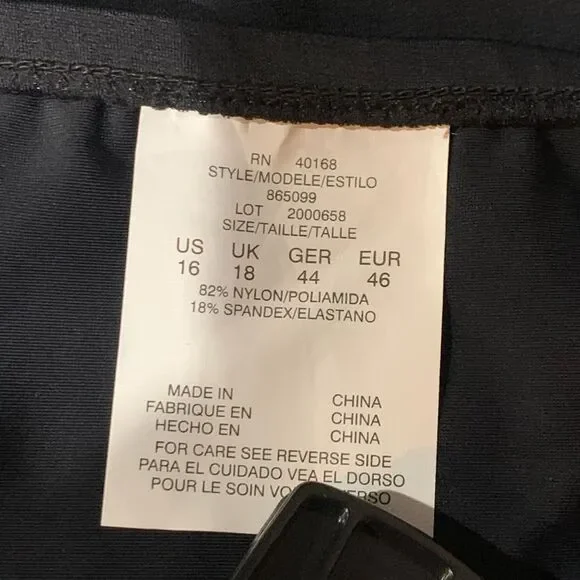 RN 40168
STYLE/MODELE/ESTILO
865099
LOT 2000658
SIZE/TAILLE/TALLE
US UK GER EUR
16 18 44 46
82% NYLON/POLIAMIDA
18% SPANDEX/ELASTANO
MADE IN CHINA
FABRIQUE EN CHINA
HECHO EN CHINA
FOR CARE SEE REVERSE SIDE
PARA EL CUIDADO VEA EL DORSO
POUR LE SOIN